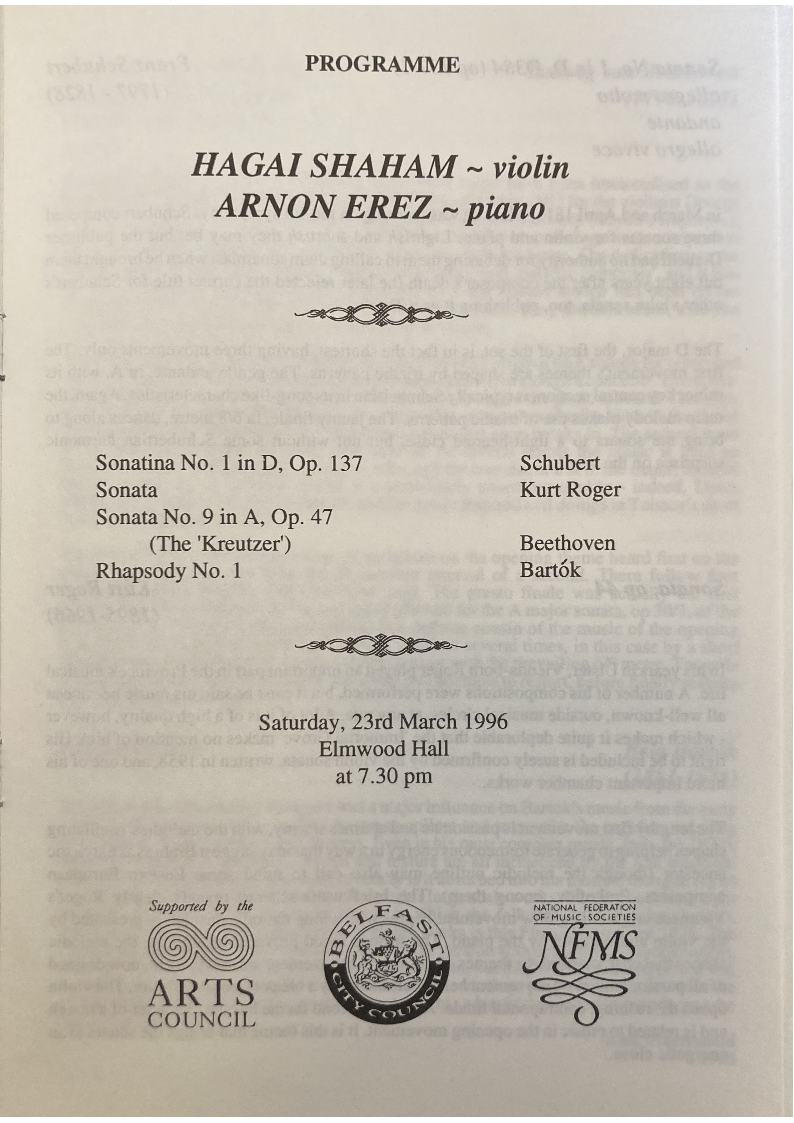 PROGRAMME
HAGAI SHAHAM ~ violin
ARNON EREZ ~ piano
Sonatina No. 1 in D, Op. 137 Schubert
Sonata Kurt Roger
Sonata No. 9 in A, Op. 47
(The 'Kreutzer') Beethoven
Rhapsody No. 1 Bartók
Saturday, 23rd March 1996
Elmwood Hall
at 7.30 pm
Supported by the
ARTS
COUNCIL
BELFAST
CITY COUNCIL
NATIONAL FEDERATION
OF MUSIC SOCIETIES
NFMS